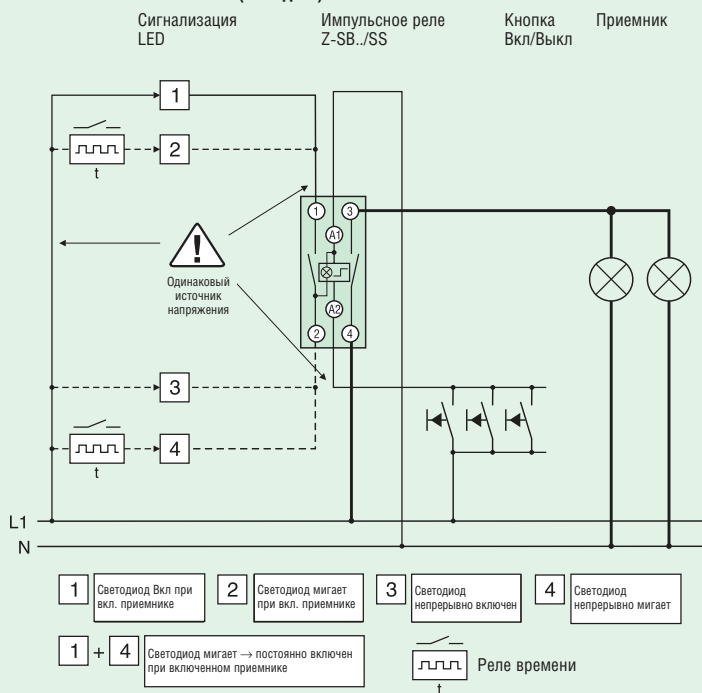 Сигнализация
LED
Импульсное реле
Z-SB../SS
Кнопка
Вкл/Выкл
Приемник
1
2
t
1
3
A1
Одинаковый
источник
напряжения
A2
2
4
3
4
t
L1
N
1
Светодиод Вкл при
вкл. приемнике
2
Светодиод мигает
при вкл. приемнике
3
Светодиод
непрерывно включен
4
Светодиод
непрерывно мигает
1 + 4
Светодиод мигает → постоянно включен
при включенном приемнике
Реле времени
t